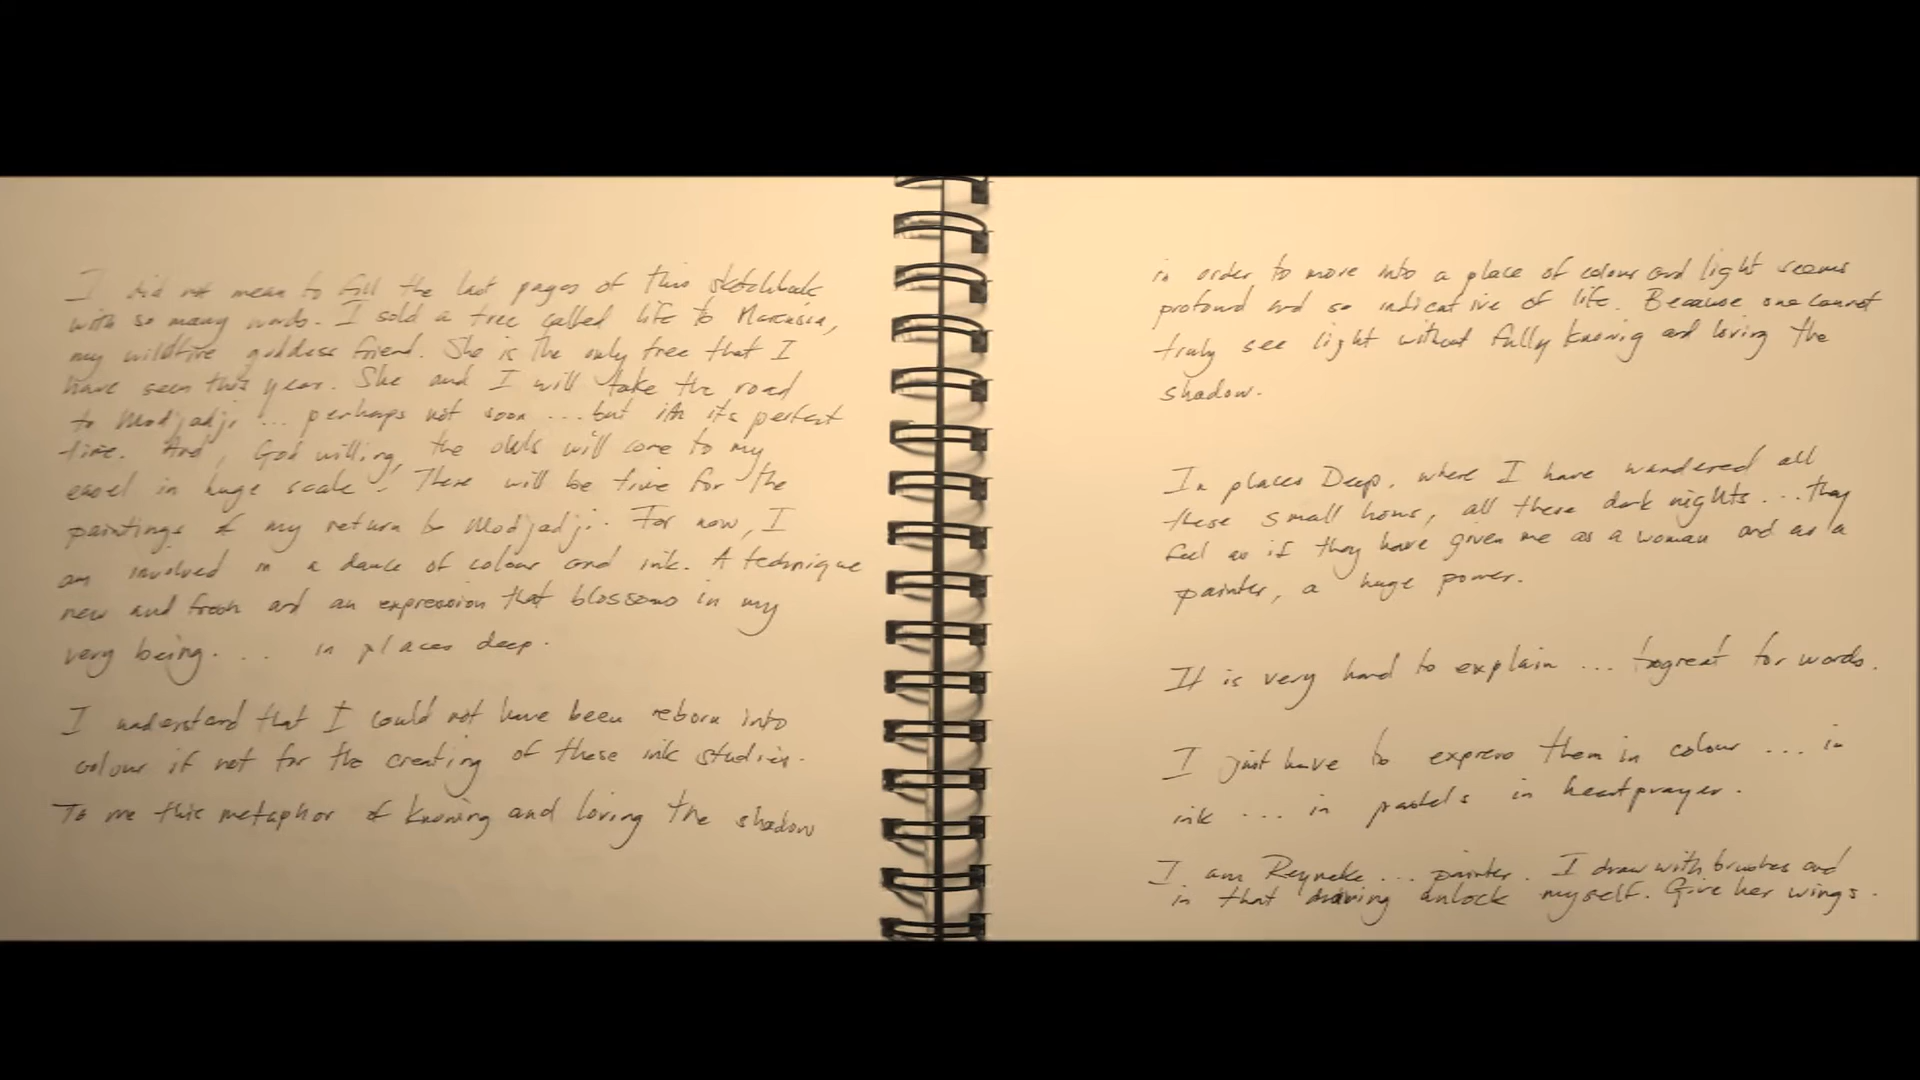 I did not mean to fill the last pages of this sketchbook
with so many words. I sold a tree called life to
my wildfire goddess friend. She is the only tree that I
have seen this year. She and I will take the road
to Modjadji ... perhaps not soon ... but in its perfect
time. And, God willing, the owls will come to my
easel in huge scale. There will be time for the
paintings of my return to Modjadji. For now, I
am involved in a dance of colour and ink. A technique
new and fresh and an expression that blossoms in my
very being. ... in places deep.
I understand that I could not have been reborn into
colour if not for the creating of these ink studies.
To me this metaphor of knowing and loving the shadow
in order to move into a place of colour and light seems
profound and so indicative of life. Because one cannot
truly see light without fully knowing and loving the
shadow.
In places Deep, where I have wandered all
these small hours, all these dark nights ... they
feel as if they have given me as a woman and as a
painter, a huge power.
It is very hard to explain ... too great for words.
I just have to express them in colour ... in
ink ... in pastels in heartprayer.
I am Reyneke ... painter. I draw with brushes and
in that unlock myself. Give her wings.